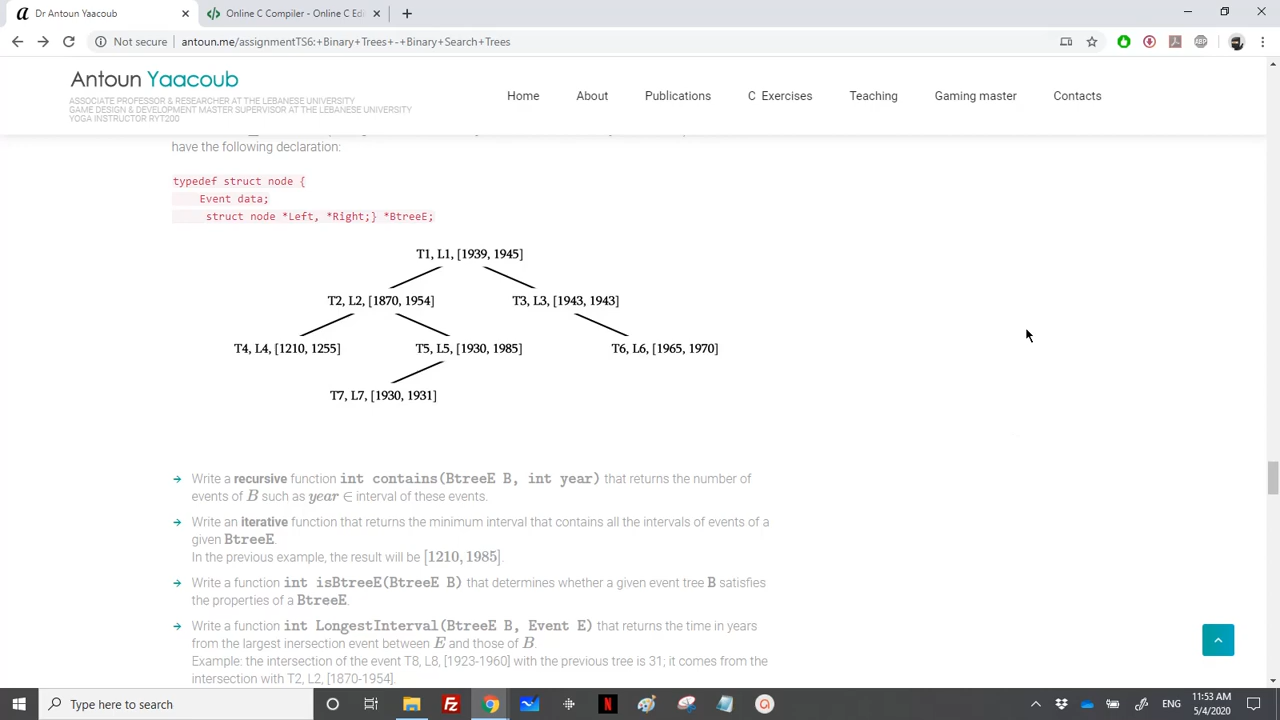 Dr Antoun Yaacoub
Online C Compiler - Online C Edi
Not secure
antoun.me/assignmentTS6:+Binary+Trees+-+Binary+Search+Trees
ABP
Antoun Yaacoub
ASSOCIATE PROFESSOR & RESEARCHER AT THE LEBANESE UNIVERSITY
GAME DESIGN & DEVELOPMENT MASTER SUPERVISOR AT THE LEBANESE UNIVERSITY
YOGA INSTRUCTOR RYT200
Home About Publications C Exercises Teaching Gaming master Contacts
have the following declaration:
typedef struct node {
Event data;
struct node *Left, *Right;} *BtreeE;
T1, L1, [1939, 1945]
T2, L2, [1870, 1954] T3, L3, [1943, 1943]
T4, L4, [1210, 1255] T5, L5, [1930, 1985] T6, L6, [1965, 1970]
T7, L7, [1930, 1931]
Write a recursive function int contains(BtreeE B, int year) that returns the number of
events of B such as year ∈ interval of these events.
Write an iterative function that returns the minimum interval that contains all the intervals of events of a
given BtreeE.
In the previous example, the result will be [1210, 1985].
Write a function int isBtreeE(BtreeE B) that determines whether a given event tree B satisfies
the properties of a BtreeE.
Write a function int LongestInterval(BtreeE B, Event E) that returns the time in years
from the largest inersection event between E and those of B.
Example: the intersection of the event T8, L8, [1923-1960] with the previous tree is 31; it comes from the
intersection with T2, L2, [1870-1954].
Type here to search
ENG
11:53 AM
5/4/2020